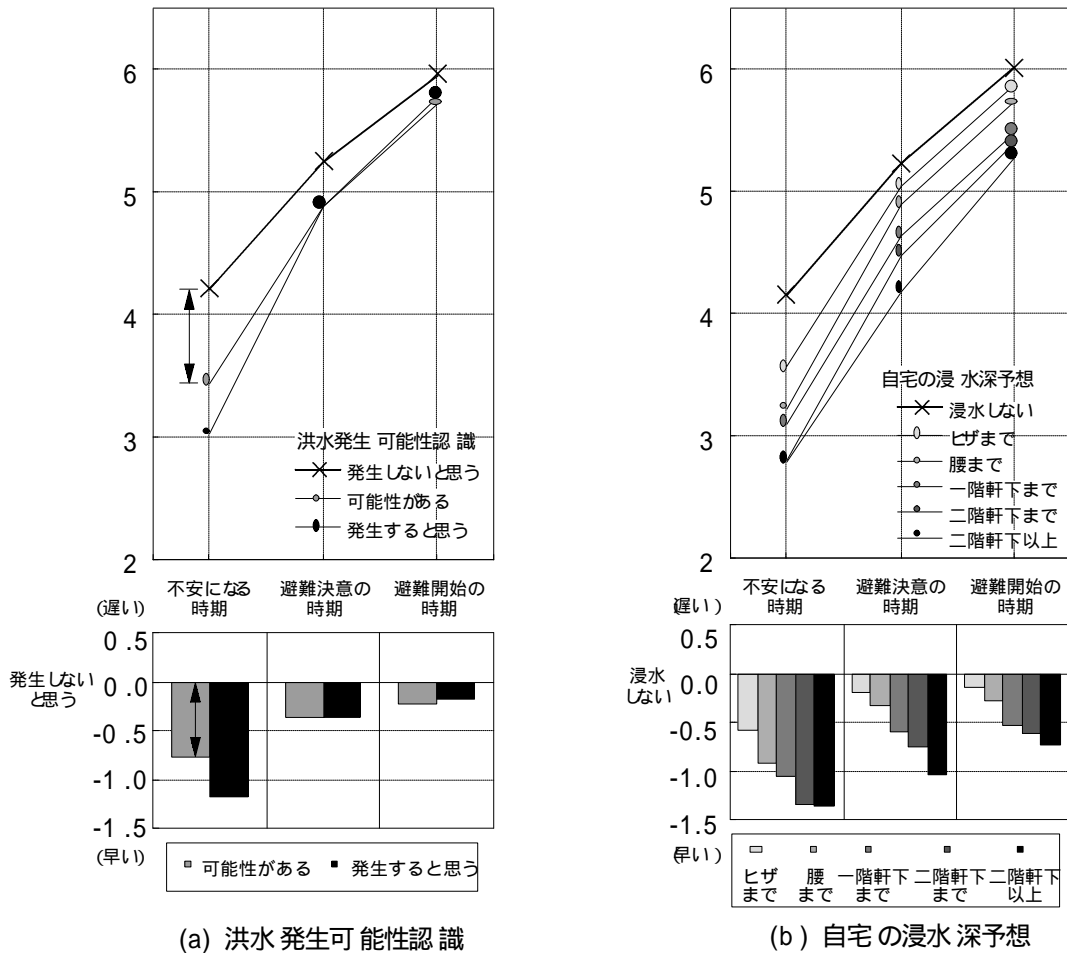 6
5
4
3
2
洪水発生 可能性認 識
発生しないと思う
可能性がある
発生すると思う
不安になる
時期
避難決意の
時期
避難開始の
時期
(遅い)
0.5
0.0
-0.5
-1.0
-1.5
発生しない
と思う
(早い)
可能性がある 発生すると思う
(a) 洪水 発生可 能性認 識
6
5
4
3
2
自宅の浸 水深予想
浸水しない
ヒザまで
腰まで
一階軒下まで
二階軒下まで
二階軒下以上
不安になる
時期
避難決意の
時期
避難開始の
時期
(遅い)
0.5
0.0
-0.5
-1.0
-1.5
浸水
しない
(早い)
ヒザ
まで
腰
まで
一階軒下
まで
二階軒下
まで
二階軒下
以上
(b ) 自宅 の浸水 深予想